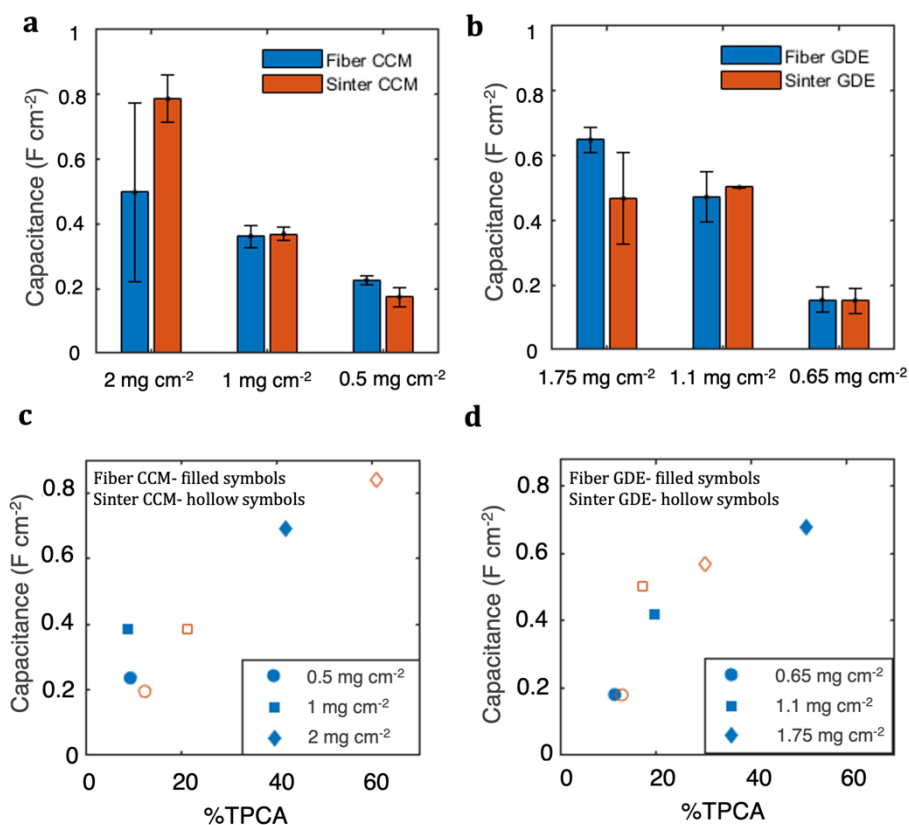 a
Capacitance (F cm-2)
1
0.8
0.6
0.4
0.2
0
Fiber CCM
Sinter CCM
2 mg cm-2
1 mg cm-2
0.5 mg cm-2
b
Capacitance (F cm-2)
1
0.8
0.6
0.4
0.2
0
Fiber GDE
Sinter GDE
1.75 mg cm-2
1.1 mg cm-2
0.65 mg cm-2
c
Capacitance (F cm-2)
0.8
0.6
0.4
0.2
0
Fiber CCM- filled symbols
Sinter CCM- hollow symbols
0.5 mg cm-2
1 mg cm-2
2 mg cm-2
0
20
40
60
%TPCA
d
Capacitance (F cm-2)
0.8
0.6
0.4
0.2
0
Fiber GDE- filled symbols
Sinter GDE- hollow symbols
0.65 mg cm-2
1.1 mg cm-2
1.75 mg cm-2
0
20
40
60
%TPCA